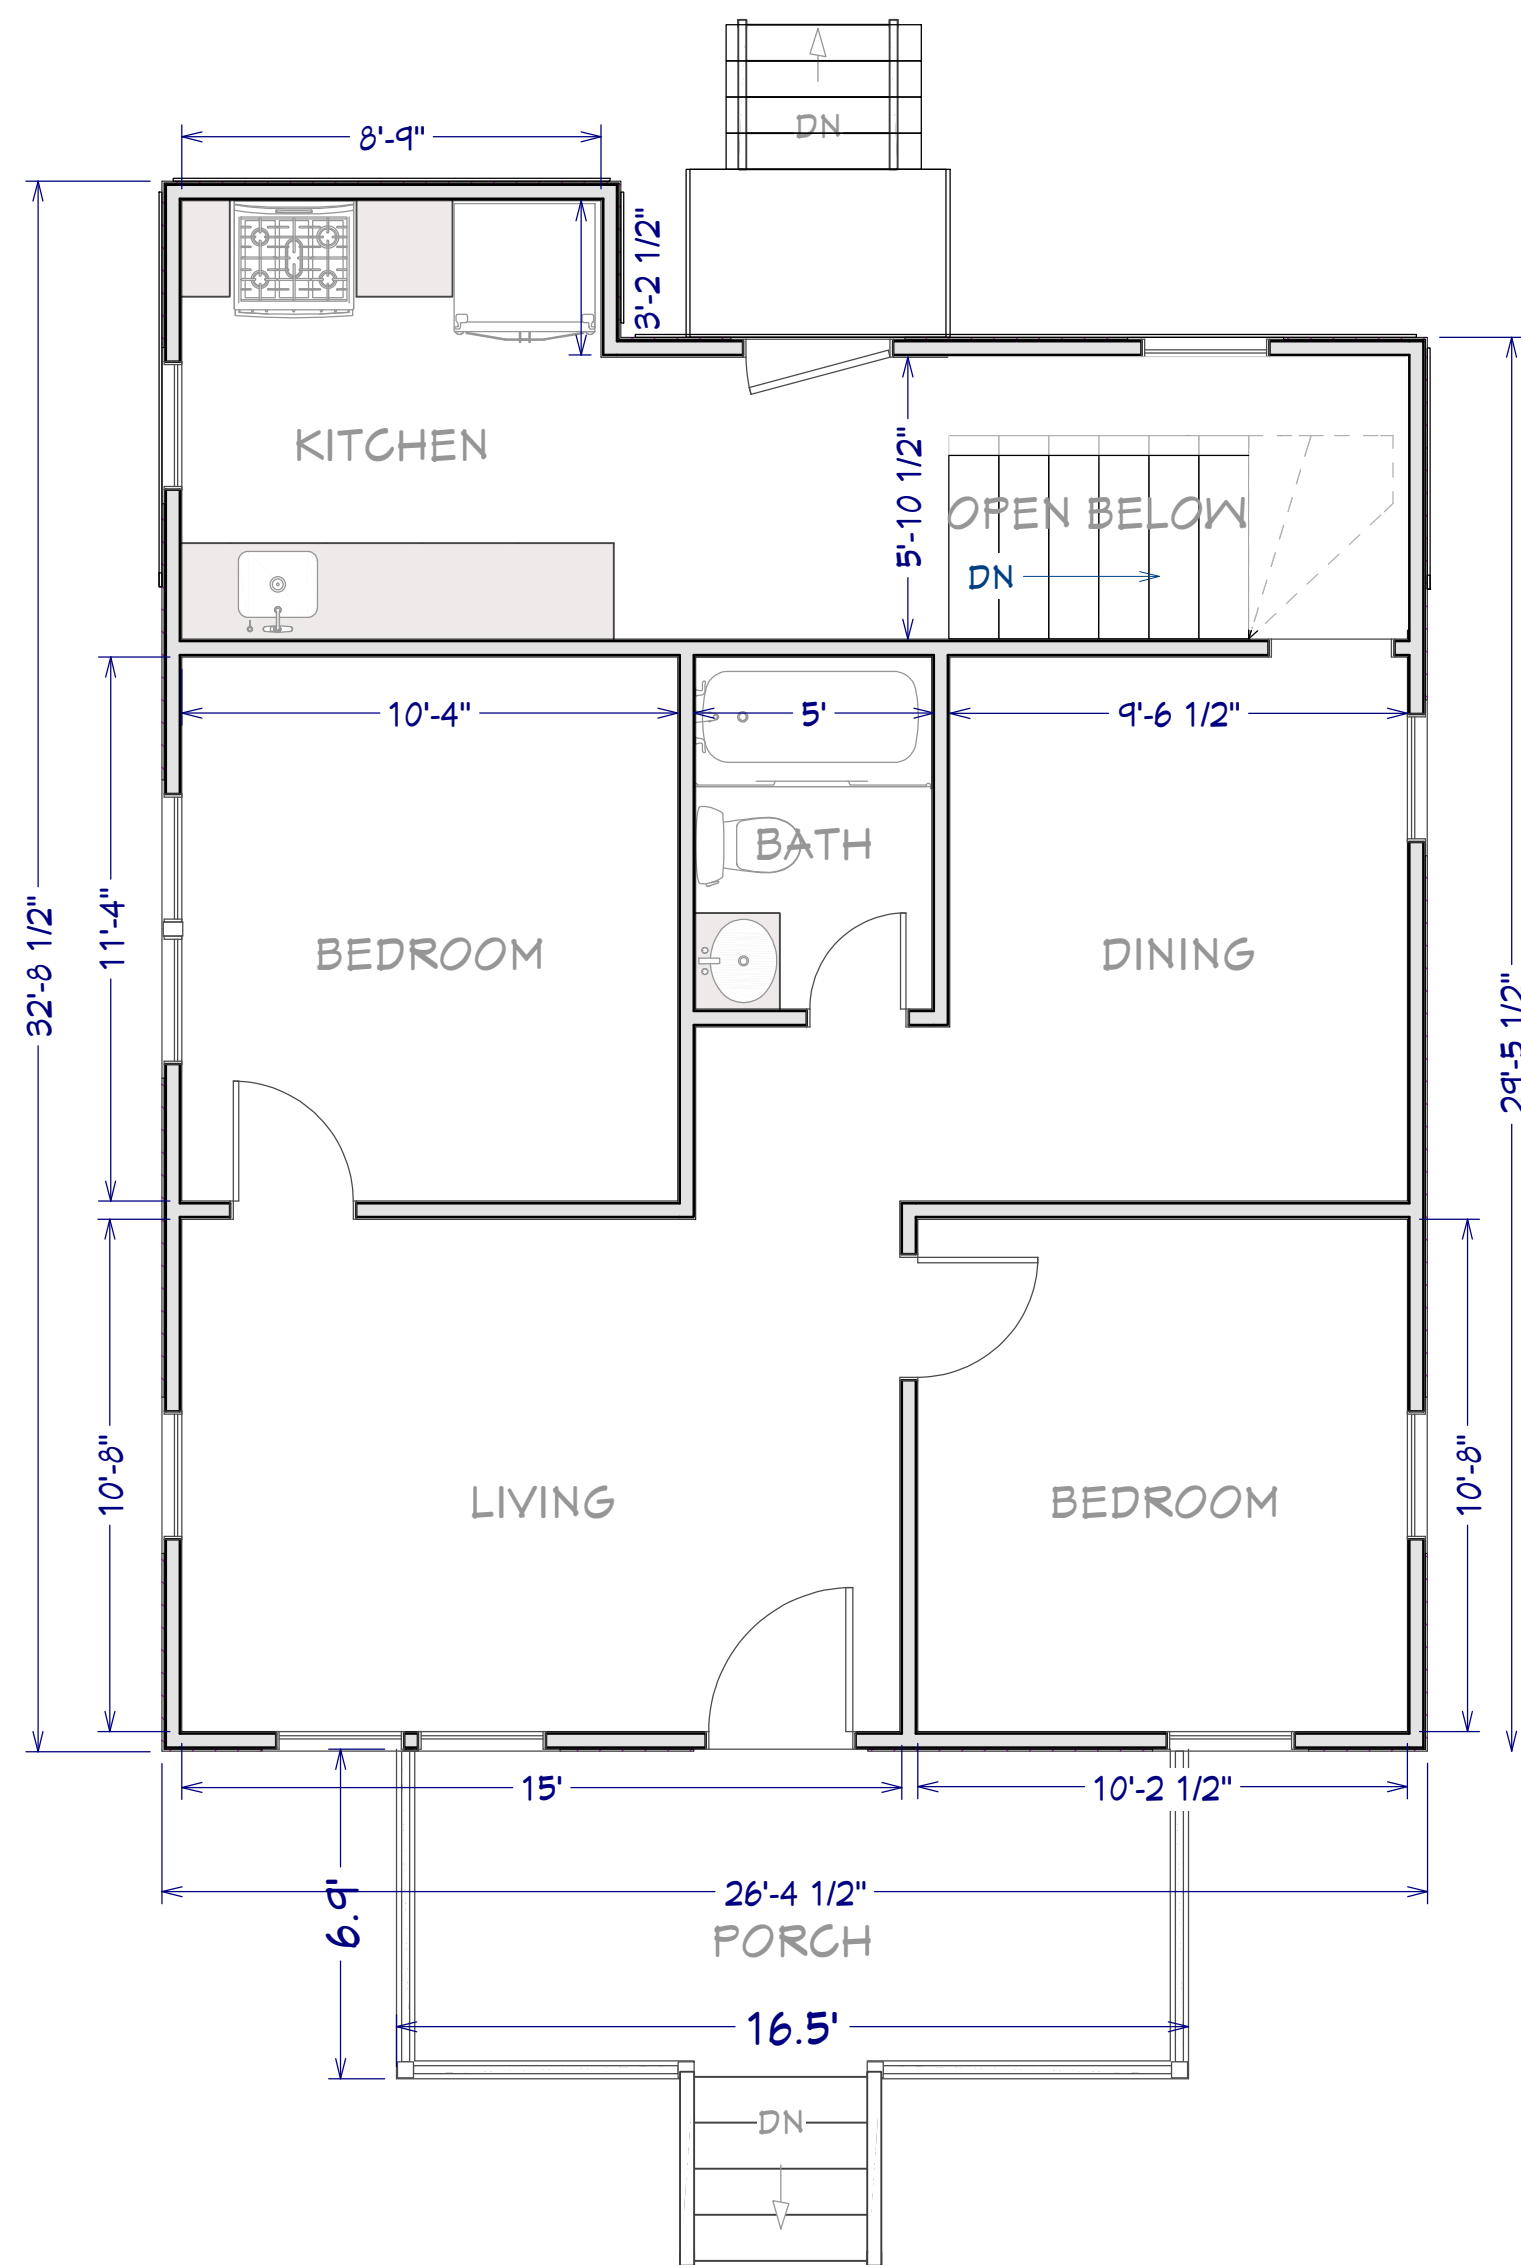 DN
8'-9"
3'-2 1/2"
KITCHEN
5'-10 1/2"
OPEN BELOW
DN
10'-4"
5'
9'-6 1/2"
BATH
32'-8 1/2"
11'-4"
BEDROOM
DINING
29'-5 1/2"
10'-8"
LIVING
BEDROOM
10'-8"
15'
10'-2 1/2"
26'-4 1/2"
6.9'
PORCH
16.5'
DN